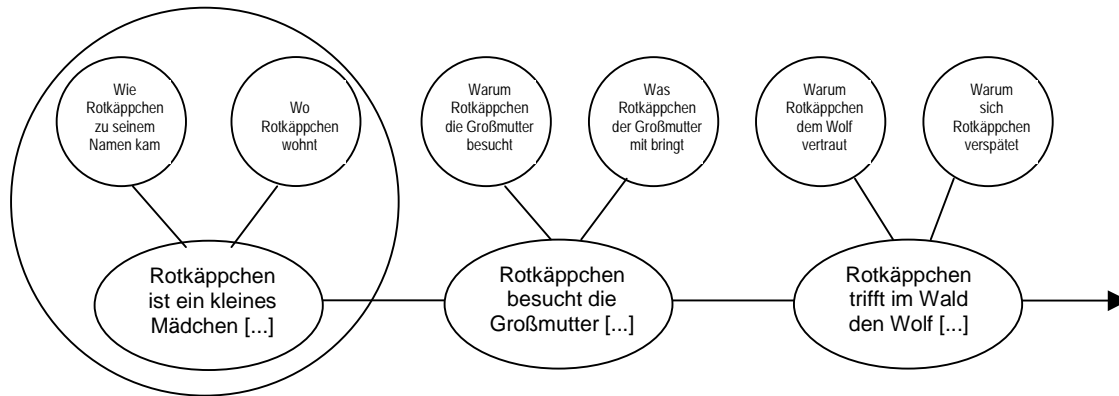 Wie
Rotkäppchen
zu seinem
Namen kam
Wo
Rotkäppchen
wohnt
Warum
Rotkäppchen
die Großmutter
besucht
Was
Rotkäppchen
der Großmutter
mit bringt
Warum
Rotkäppchen
dem Wolf
vertraut
Warum
sich
Rotkäppchen
verspätet
Rotkäppchen
ist ein kleines
Mädchen [...]
Rotkäppchen
besucht die
Großmutter [...]
Rotkäppchen
trifft im Wald
den Wolf [...]